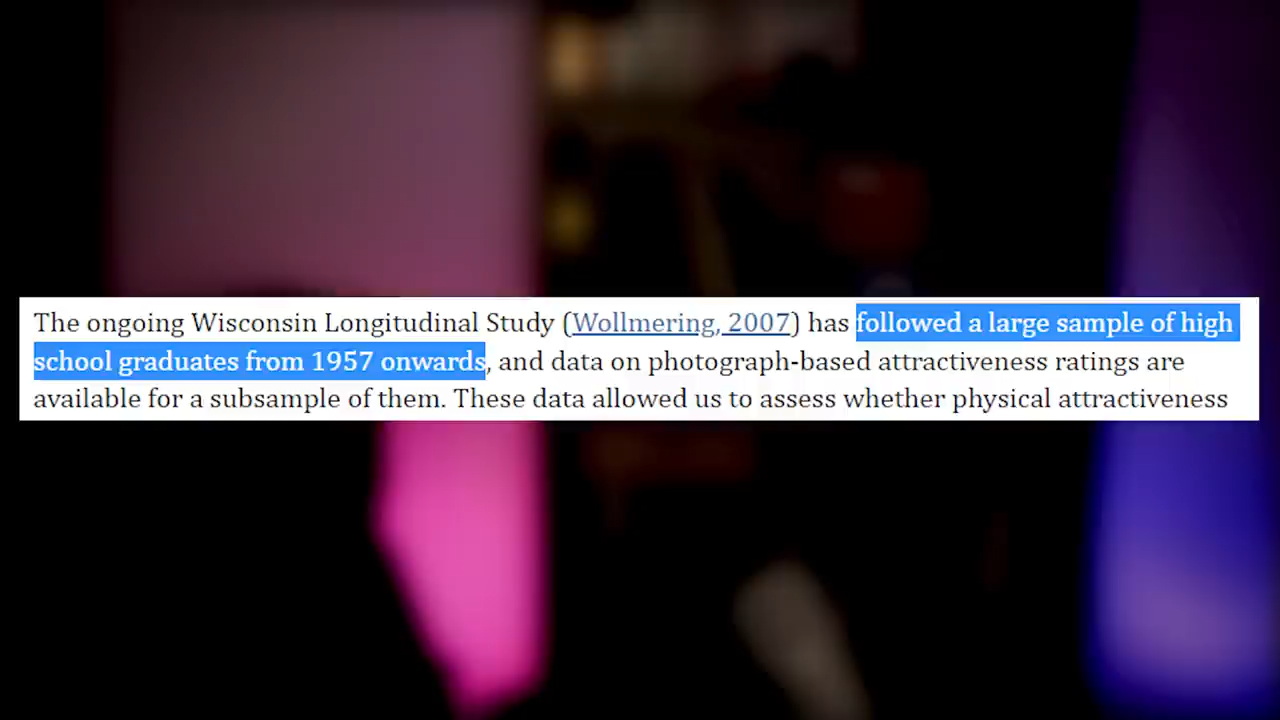 The ongoing Wisconsin Longitudinal Study (Wollmering, 2007) has followed a large sample of high
school graduates from 1957 onwards, and data on photograph-based attractiveness ratings are
available for a subsample of them. These data allowed us to assess whether physical attractiveness